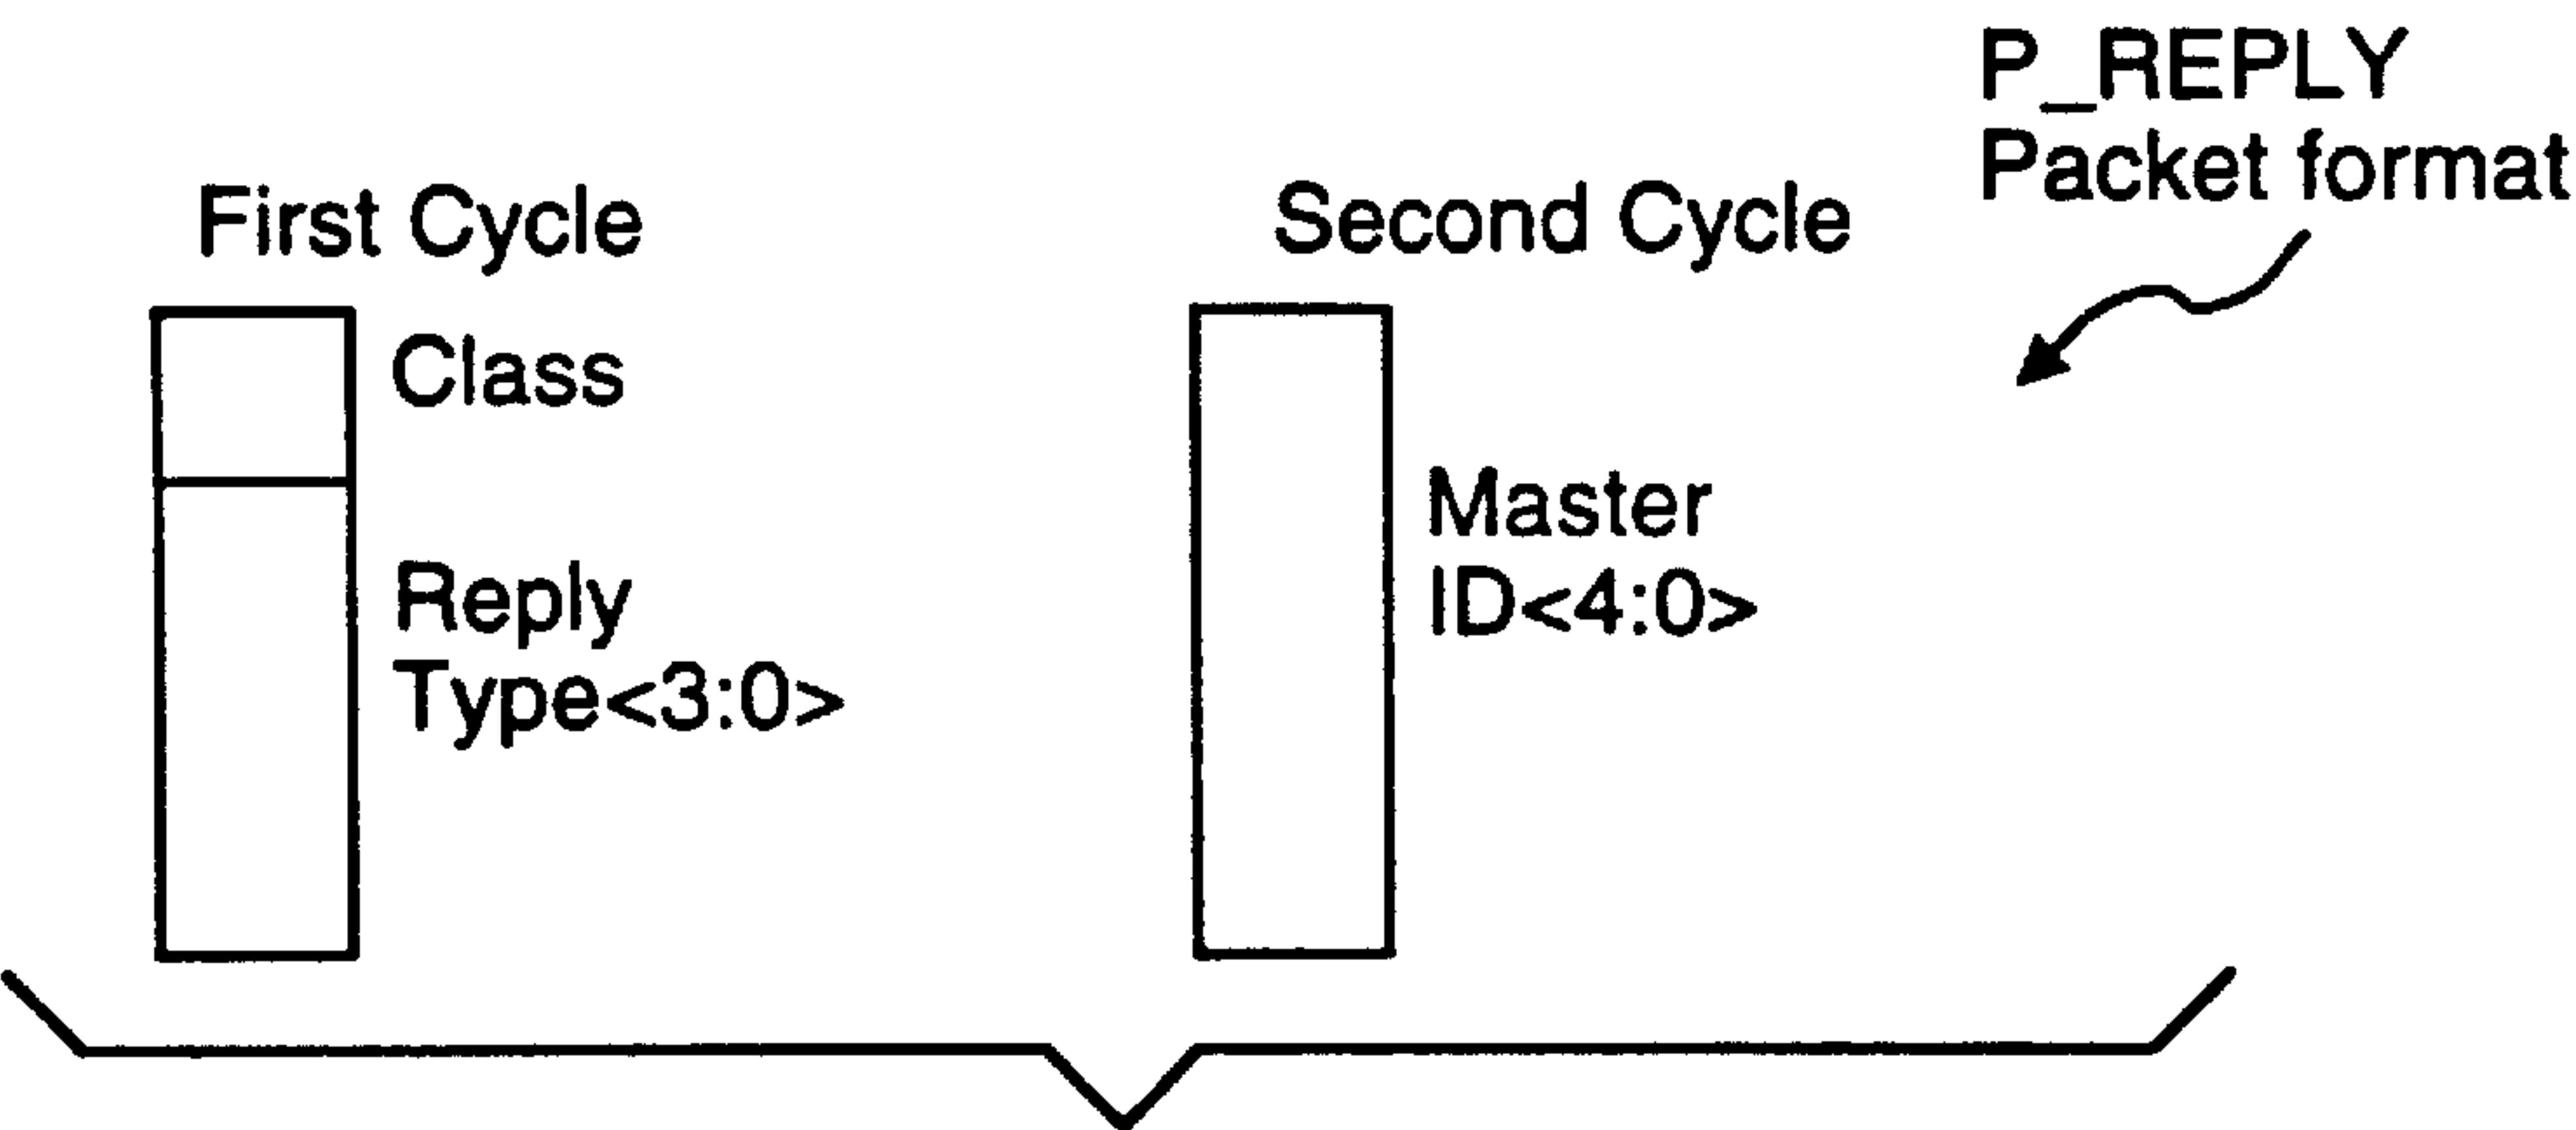 P_REPLY
Packet format
First Cycle
Second Cycle
Class
Reply
Type<3:0>
Master
ID<4:0>